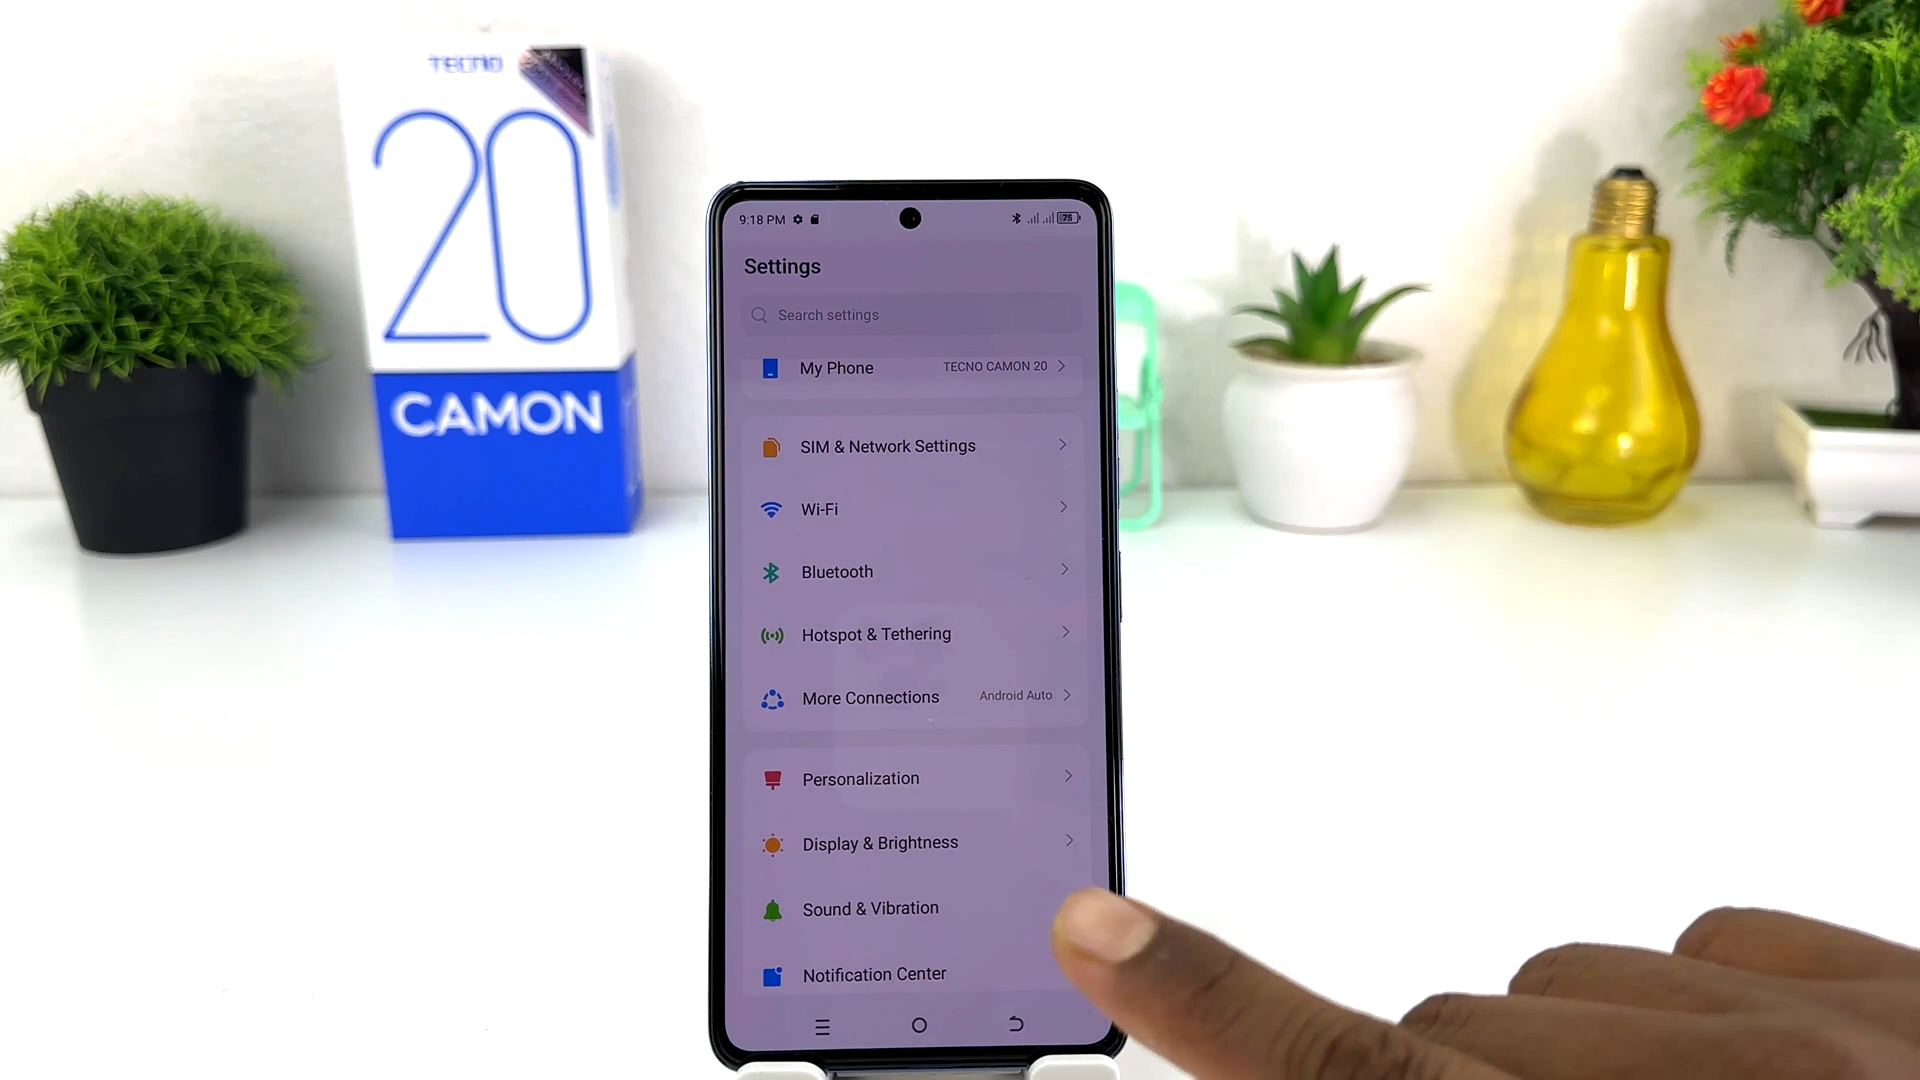 TECNO
20
CAMON
9:18 PM
75
Settings
Search settings
My Phone TECNO CAMON 20
SIM & Network Settings
Wi-Fi
Bluetooth
Hotspot & Tethering
More Connections Android Auto
Personalization
Display & Brightness
Sound & Vibration
Notification Center